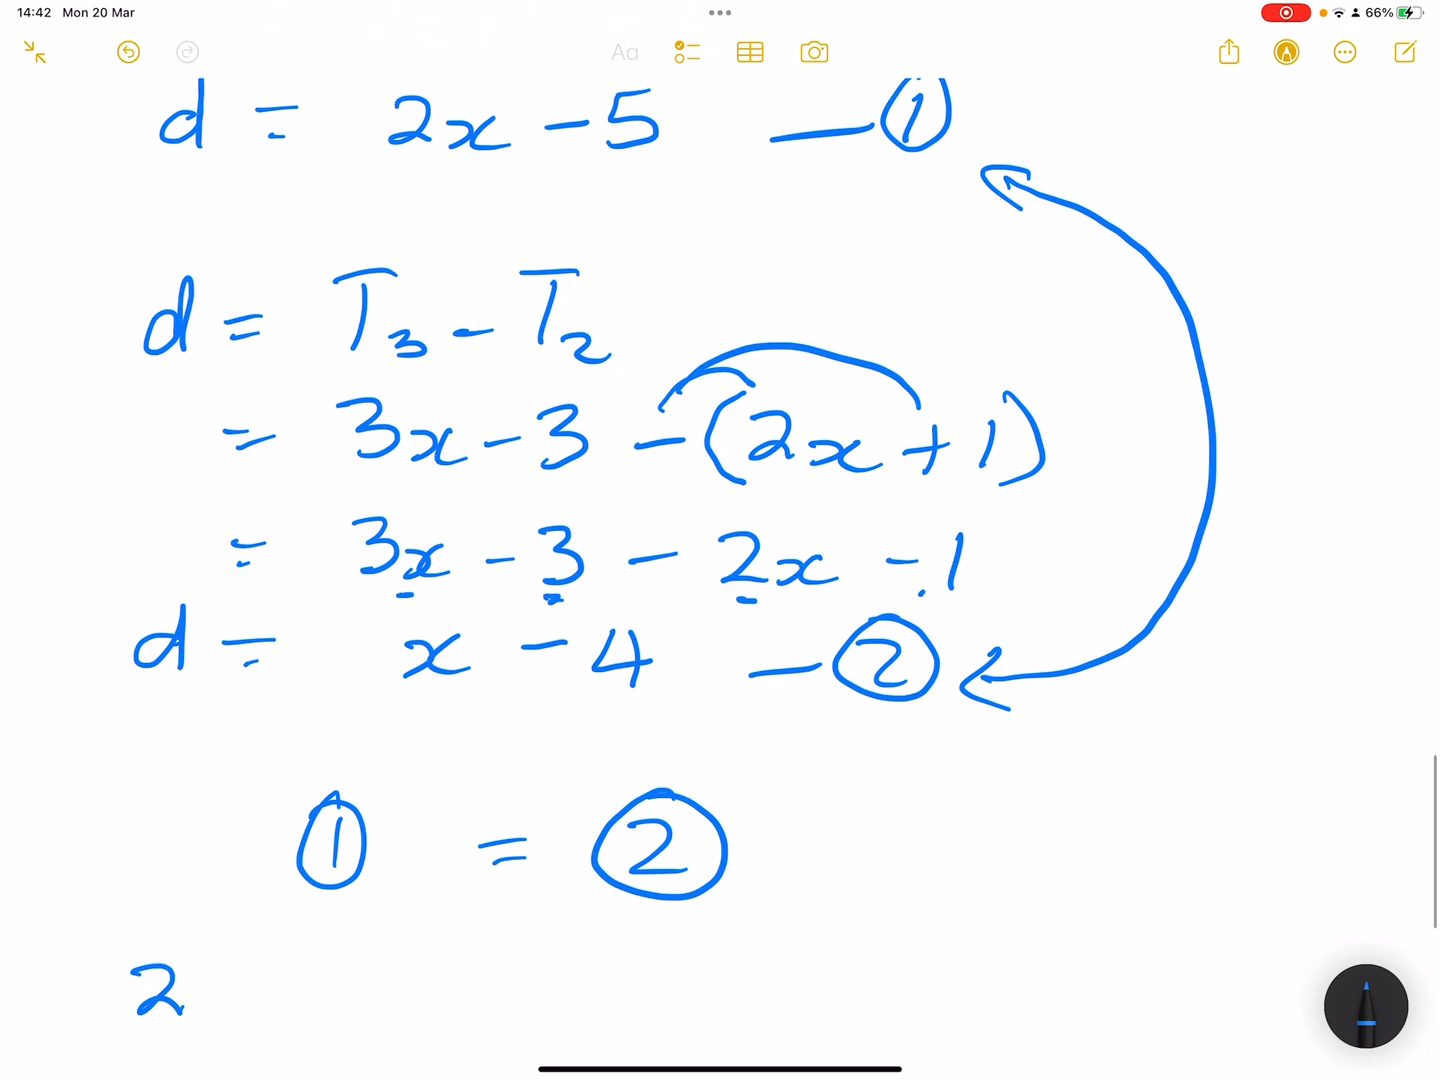 14:42 Mon 20 Mar 66%
Aa
d = 2x - 5 — ①
d = T₃ - T₂
= 3x - 3 - (2x + 1)
= 3x - 3 - 2x - 1
d = x - 4 — ②
① = ②
2